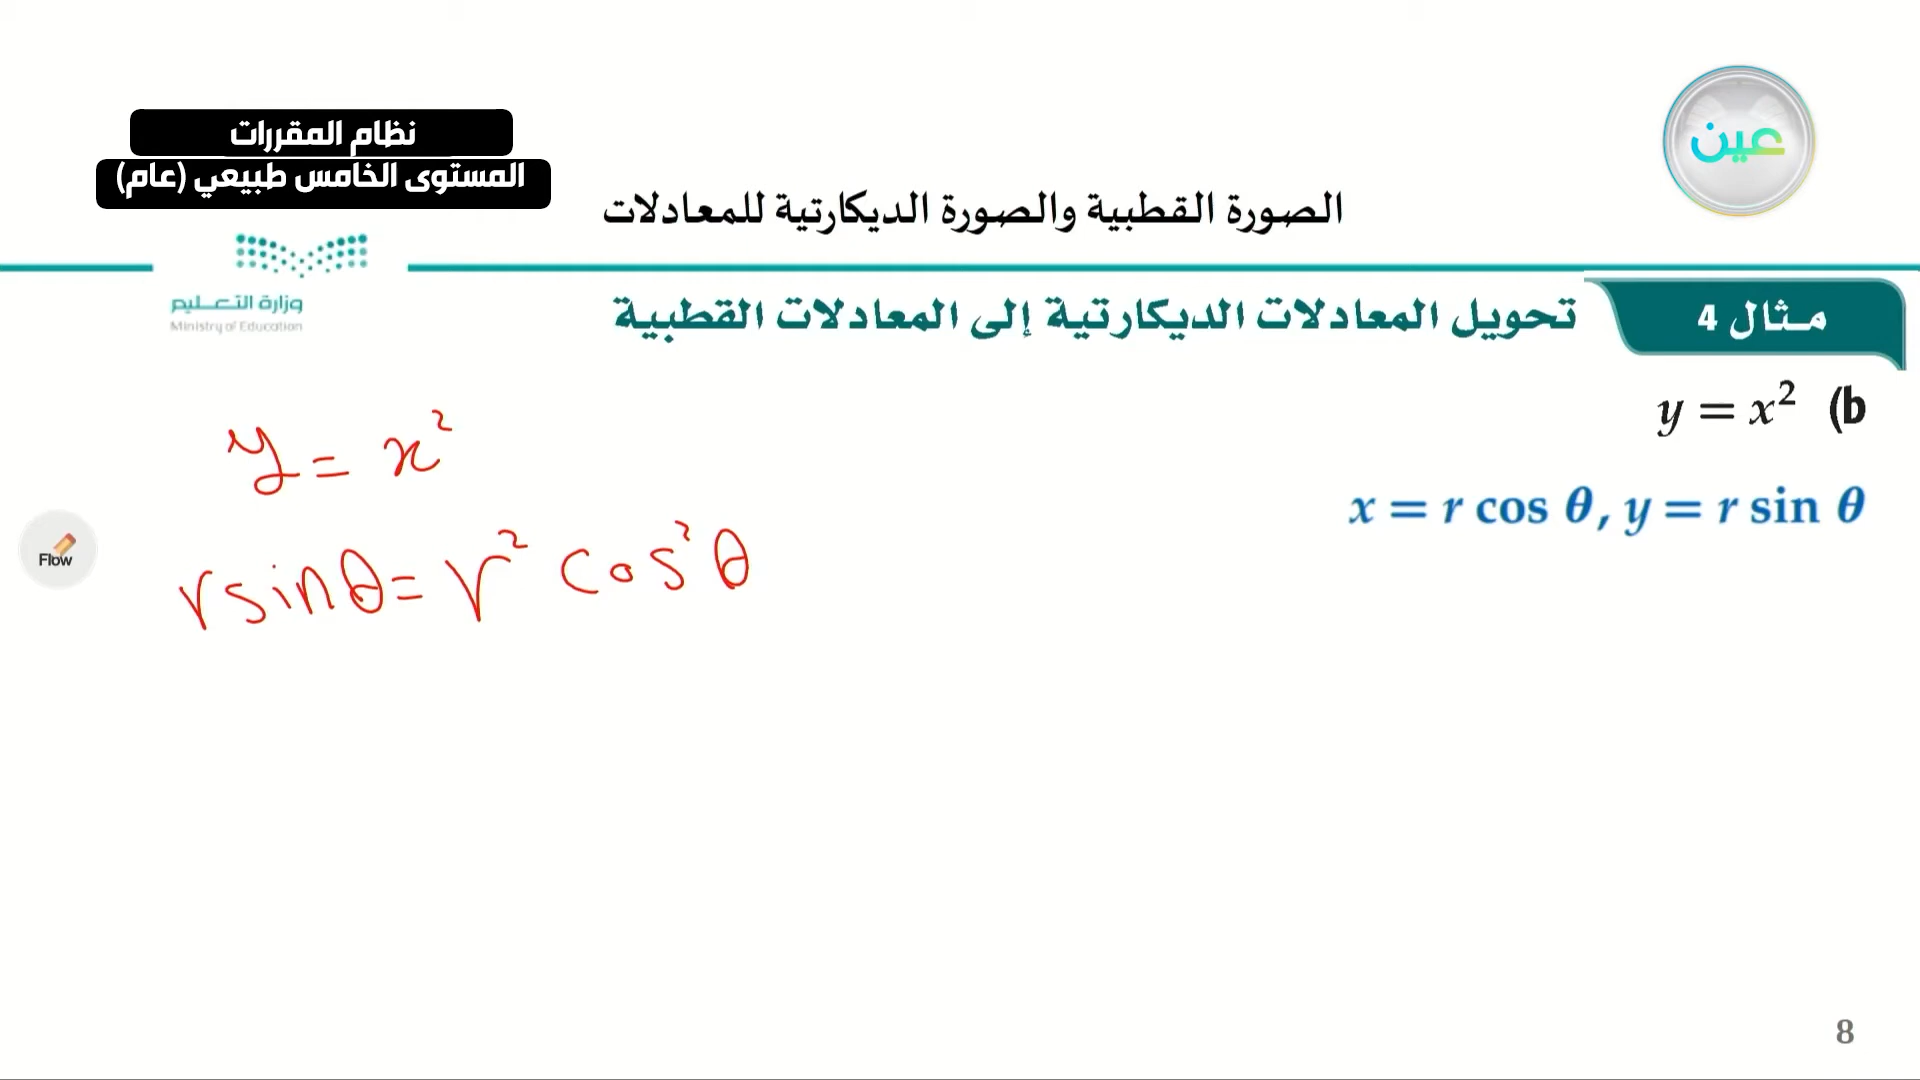 عين
نظام المقررات
المستوى الخامس طبيعي (عام)
الصورة القطبية والصورة الديكارتية للمعادلات
وزارة التعليم
Ministry of Education
مثال 4
تحويل المعادلات الديكارتية إلى المعادلات القطبية
y = x² (b
x = r cos θ, y = r sin θ
y = x²
r sin θ = r² cos² θ
Flow
8